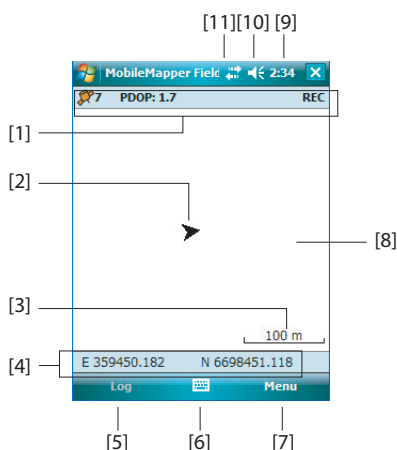 [11][10] [9]
MobileMapper Field 2:34
7 PDOP: 1.7 REC
[1]
[2]
[8]
[3]
100 m
[4]
E 359450.182 N 6698451.118
Log Menu
[5] [6] [7]